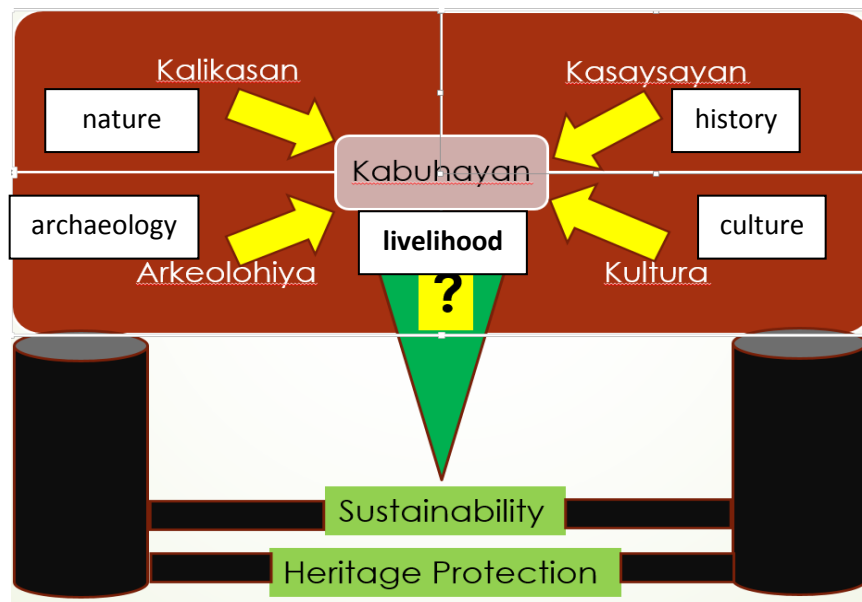 Kalikasan
Kasaysayan
nature
history
Kabuhayan
archaeology
livelihood
culture
Arkeolohiya
Kultura
?
Sustainability
Heritage Protection